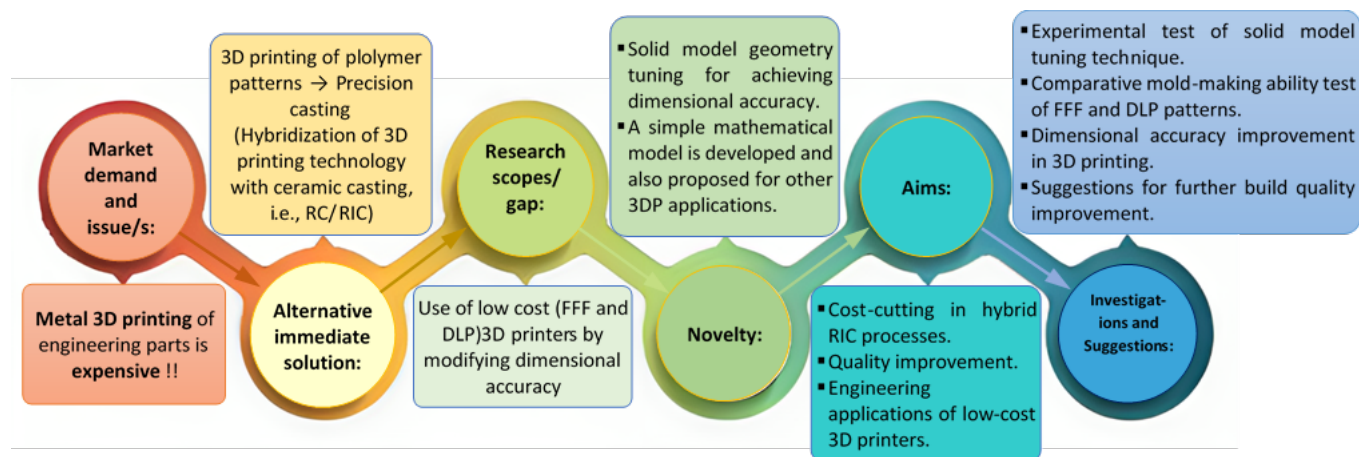 Market
demand
and
issue/s:
Metal 3D printing of
engineering parts is
expensive !!
3D printing of plolymer
patterns → Precision
casting
(Hybridization of 3D
printing technology
with ceramic casting,
i.e., RC/RIC)
Alternative
immediate
solution:
Research
scopes/
gap:
Use of low cost (FFF and
DLP)3D printers by
modifying dimensional
accuracy
▪Solid model geometry
tuning for achieving
dimensional accuracy.
▪A simple mathematical
model is developed and
also proposed for other
3DP applications.
Novelty:
Aims:
▪Cost-cutting in hybrid
RIC processes.
▪Quality improvement.
▪Engineering
applications of low-cost
3D printers.
▪Experimental test of solid model
tuning technique.
▪Comparative mold-making ability test
of FFF and DLP patterns.
▪Dimensional accuracy improvement
in 3D printing.
▪Suggestions for further build quality
improvement.
Investigat-
ions and
Suggestions: